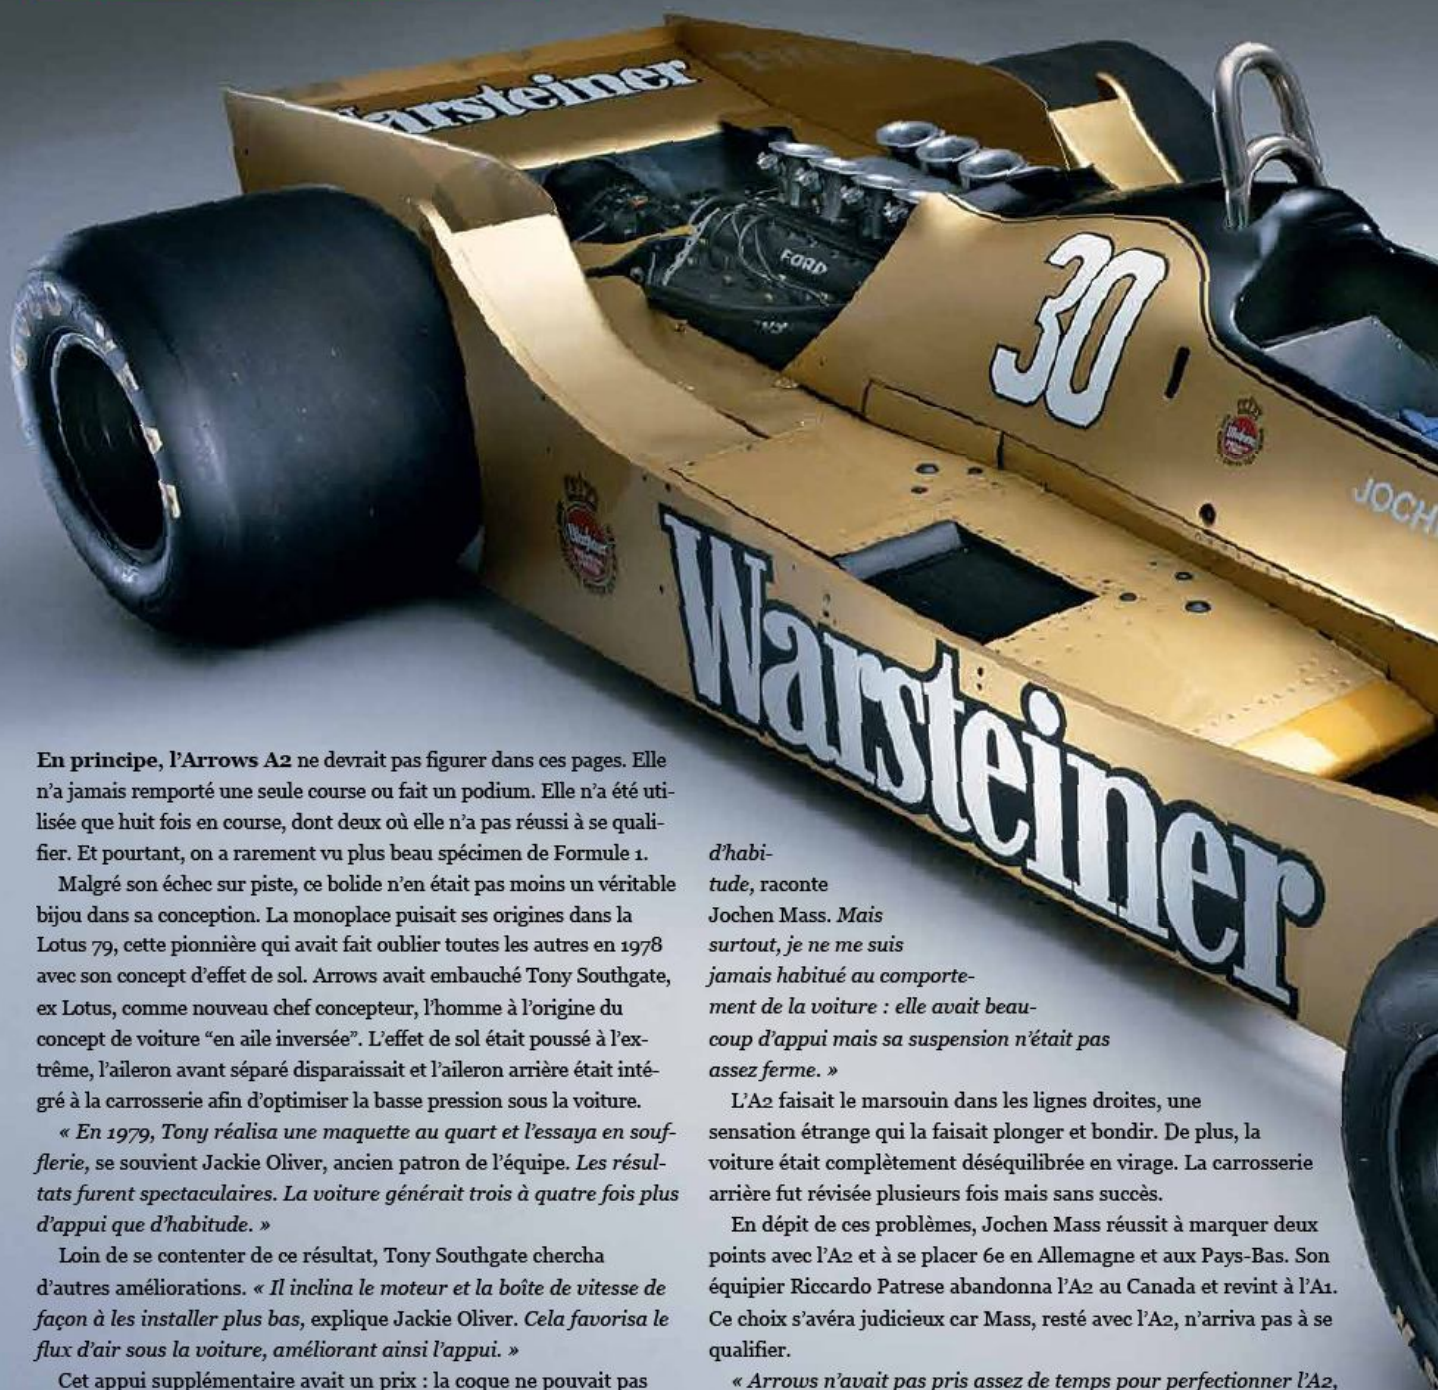 Warsteiner
FORD
30
JOCH
Warsteiner
En principe, l'Arrows A2 ne devrait pas figurer dans ces pages. Elle
n'a jamais remporté une seule course ou fait un podium. Elle n'a été uti-
lisée que huit fois en course, dont deux où elle n'a pas réussi à se quali-
fier. Et pourtant, on a rarement vu plus beau spécimen de Formule 1.
Malgré son échec sur piste, ce bolide n'en était pas moins un véritable
bijou dans sa conception. La monoplace puisait ses origines dans la
Lotus 79, cette pionnière qui avait fait oublier toutes les autres en 1978
avec son concept d'effet de sol. Arrows avait embauché Tony Southgate,
ex Lotus, comme nouveau chef concepteur, l'homme à l'origine du
concept de voiture “en aile inversée”. L'effet de sol était poussé à l'ex-
trême, l'aileron avant séparé disparaissait et l'aileron arrière était inté-
gré à la carrosserie afin d'optimiser la basse pression sous la voiture.
« En 1979, Tony réalisa une maquette au quart et l'essaya en souf-
flerie, se souvient Jackie Oliver, ancien patron de l'équipe. Les résul-
tats furent spectaculaires. La voiture générait trois à quatre fois plus
d'appui que d'habitude. »
Loin de se contenter de ce résultat, Tony Southgate chercha
d'autres améliorations. « Il inclina le moteur et la boîte de vitesse de
façon à les installer plus bas, explique Jackie Oliver. Cela favorisa le
flux d'air sous la voiture, améliorant ainsi l'appui. »
Cet appui supplémentaire avait un prix : la coque ne pouvait pas
d'habi-
tude, raconte
Jochen Mass. Mais
surtout, je ne me suis
jamais habitué au comporte-
ment de la voiture : elle avait beau-
coup d'appui mais sa suspension n'était pas
assez ferme. »
L'A2 faisait le marsouin dans les lignes droites, une
sensation étrange qui la faisait plonger et bondir. De plus, la
voiture était complètement déséquilibrée en virage. La carrosserie
arrière fut révisée plusieurs fois mais sans succès.
En dépit de ces problèmes, Jochen Mass réussit à marquer deux
points avec l'A2 et à se placer 6e en Allemagne et aux Pays-Bas. Son
équipier Riccardo Patrese abandonna l'A2 au Canada et revint à l'A1.
Ce choix s'avéra judicieux car Mass, resté avec l'A2, n'arriva pas à se
qualifier.
« Arrows n'avait pas pris assez de temps pour perfectionner l'A2,